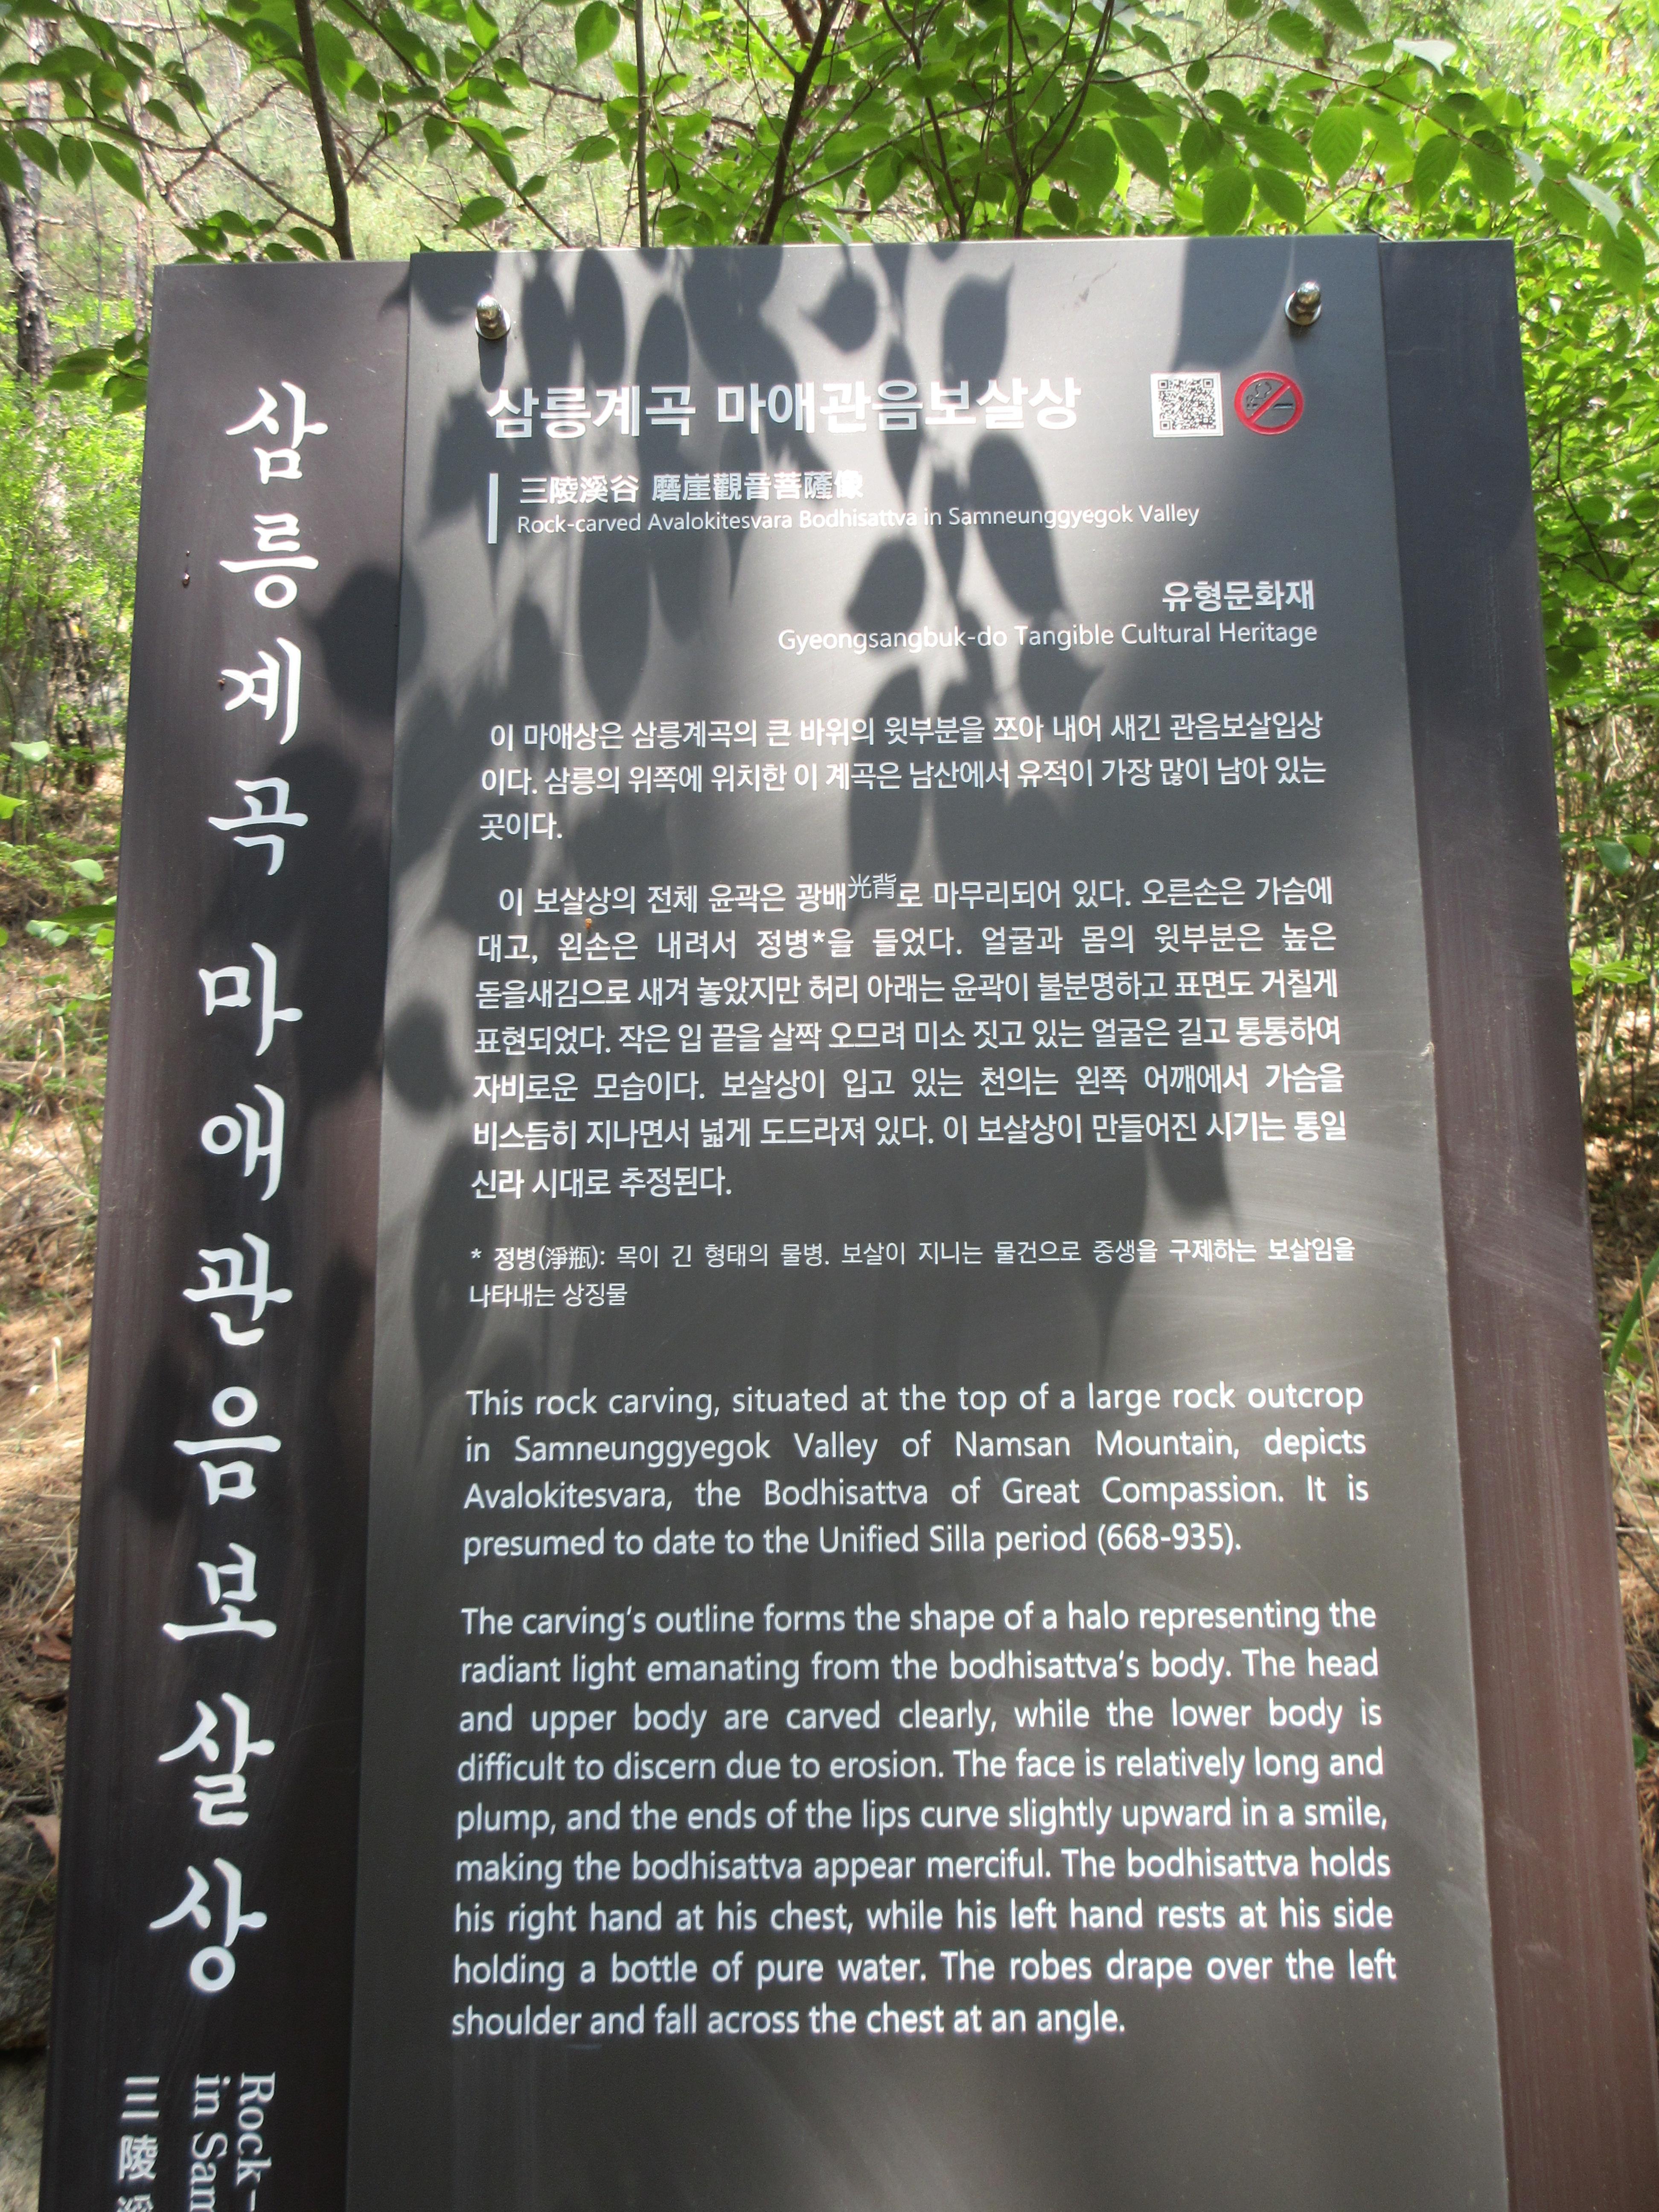 삼릉계곡 마애관음보살상
Rock-
in Sam
三陵溪
삼릉계곡 마애관음보살상
三陵溪谷 磨崖觀音菩薩像
Rock-carved Avalokitesvara Bodhisattva in Samneunggyegok Valley
유형문화재
Gyeongsangbuk-do Tangible Cultural Heritage
이 마애상은 삼릉계곡의 큰 바위의 윗부분을 쪼아 내어 새긴 관음보살입상
이다. 삼릉의 위쪽에 위치한 이 계곡은 남산에서 유적이 가장 많이 남아 있는
곳이다.
이 보살상의 전체 윤곽은 광배光背로 마무리되어 있다. 오른손은 가슴에
대고, 왼손은 내려서 정병*을 들었다. 얼굴과 몸의 윗부분은 높은
돋을새김으로 새겨 놓았지만 허리 아래는 윤곽이 불분명하고 표면도 거칠게
표현되었다. 작은 입 끝을 살짝 오므려 미소 짓고 있는 얼굴은 길고 통통하여
자비로운 모습이다. 보살상이 입고 있는 천의는 왼쪽 어깨에서 가슴을
비스듬히 지나면서 넓게 도드라져 있다. 이 보살상이 만들어진 시기는 통일
신라 시대로 추정된다.
* 정병(淨甁): 목이 긴 형태의 물병. 보살이 지니는 물건으로 중생을 구제하는 보살임을
나타내는 상징물
This rock carving, situated at the top of a large rock outcrop
in Samneunggyegok Valley of Namsan Mountain, depicts
Avalokitesvara, the Bodhisattva of Great Compassion. It is
presumed to date to the Unified Silla period (668-935).
The carving's outline forms the shape of a halo representing the
radiant light emanating from the bodhisattva's body. The head
and upper body are carved clearly, while the lower body is
difficult to discern due to erosion. The face is relatively long and
plump, and the ends of the lips curve slightly upward in a smile,
making the bodhisattva appear merciful. The bodhisattva holds
his right hand at his chest, while his left hand rests at his side
holding a bottle of pure water. The robes drape over the left
shoulder and fall across the chest at an angle.